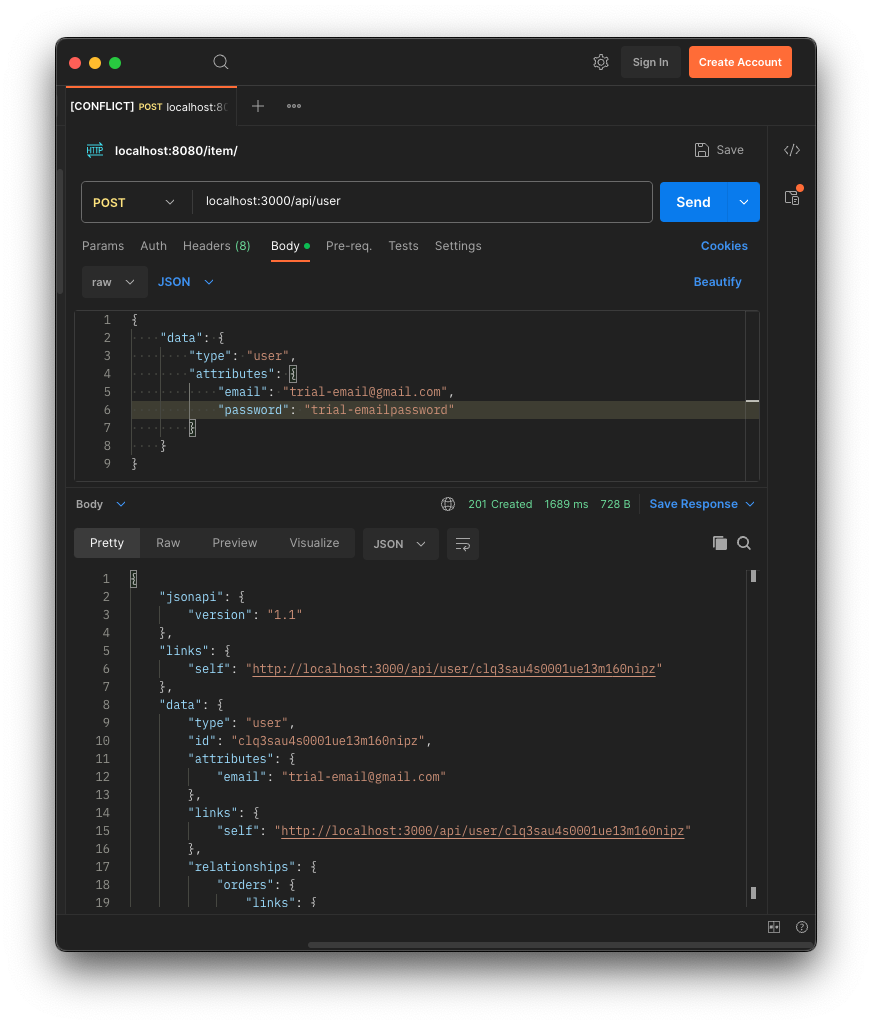 Sign In Create Account
[CONFLICT] POST localhost:80
localhost:8080/item/ Save
POST localhost:3000/api/user Send
Params Auth Headers (8) Body Pre-req. Tests Settings Cookies
raw JSON Beautify
1 {
2 "data": {
3 "type": "user",
4 "attributes": {
5 "email": "trial-email@gmail.com",
6 "password": "trial-emailpassword"
7 }
8 }
9 }
Body 201 Created 1689 ms 728 B Save Response
Pretty Raw Preview Visualize JSON
1 {
2 "jsonapi": {
3 "version": "1.1"
4 },
5 "links": {
6 "self": "http://localhost:3000/api/user/clq3sau4s0001ue13m160nipz"
7 },
8 "data": {
9 "type": "user",
10 "id": "clq3sau4s0001ue13m160nipz",
11 "attributes": {
12 "email": "trial-email@gmail.com"
13 },
14 "links": {
15 "self": "http://localhost:3000/api/user/clq3sau4s0001ue13m160nipz"
16 },
17 "relationships": {
18 "orders": {
19 "links": {